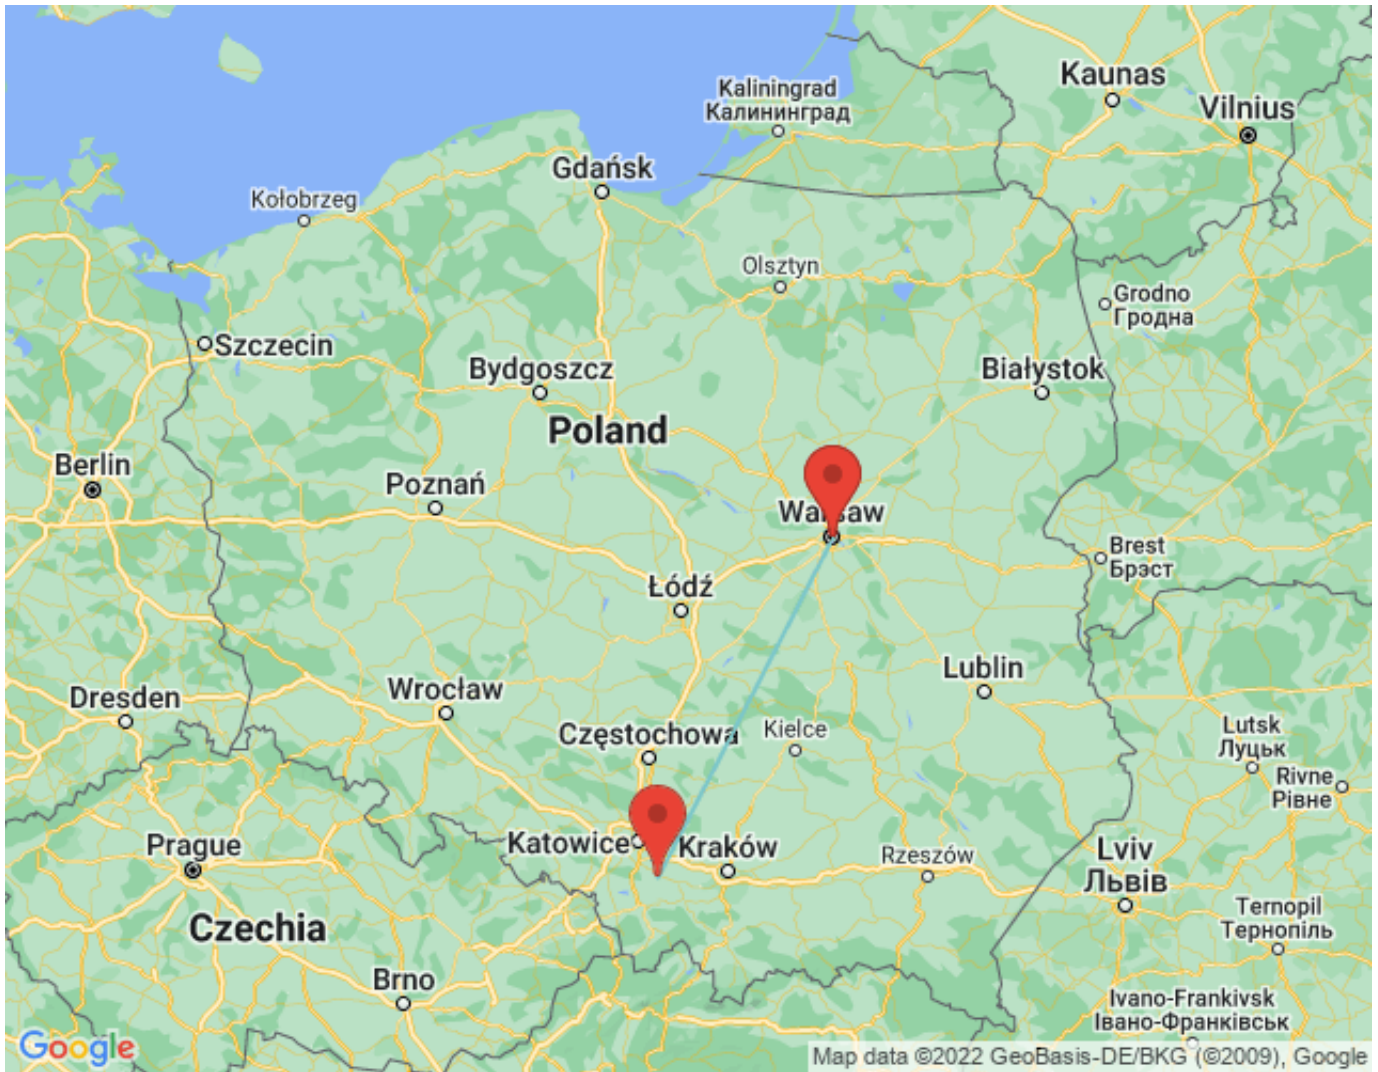 Kaunas
Kaliningrad
Калининград
Vilnius
Gdańsk
Kołobrzeg
Olsztyn
Grodno
Гродна
Szczecin
Bydgoszcz
Białystok
Poland
Berlin
Poznań
Warsaw
Brest
Брэст
Łódź
Lublin
Dresden
Wrocław
Częstochowa
Kielce
Lutsk
Луцьк
Rivne
Рівне
Prague
Katowice
Kraków
Rzeszów
Lviv
Львів
Czechia
Ternopil
Тернопіль
Brno
Ivano-Frankivsk
Івано-Франківськ
Google
Map data ©2022 GeoBasis-DE/BKG (©2009), Google